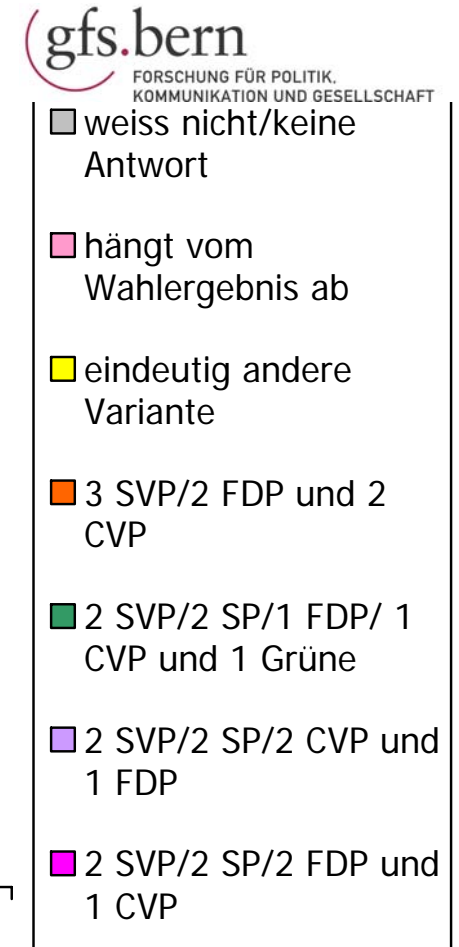 gfs.bern
FORSCHUNG FÜR POLITIK,
KOMMUNIKATION UND GESELLSCHAFT
weiss nicht/keine
Antwort
hängt vom
Wahlergebnis ab
eindeutig andere
Variante
3 SVP/2 FDP und 2
CVP
2 SVP/2 SP/1 FDP/ 1
CVP und 1 Grüne
2 SVP/2 SP/2 CVP und
1 FDP
2 SVP/2 SP/2 FDP und
1 CVP